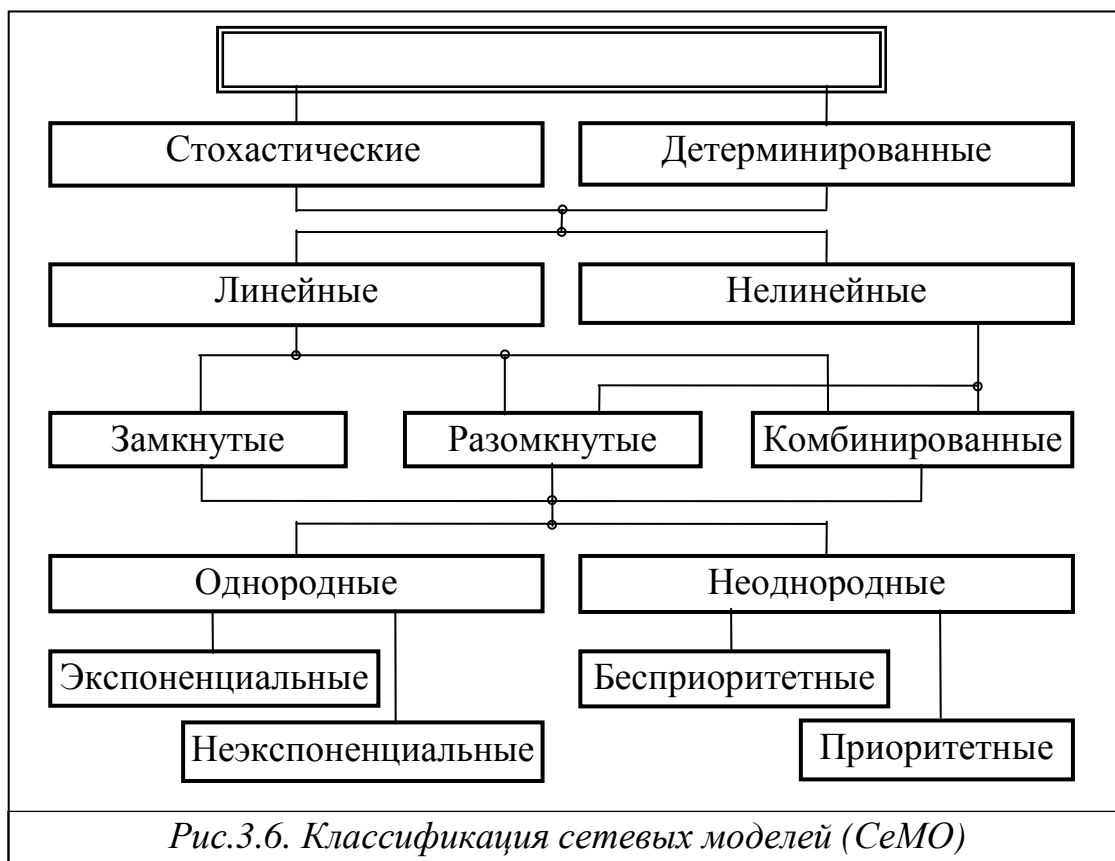 Стохастические
Детерминированные
Линейные
Нелинейные
Замкнутые
Разомкнутые
Комбинированные
Однородные
Неоднородные
Экспоненциальные
Бесприоритетные
Неэкспоненциальные
Приоритетные
Рис.3.6. Классификация сетевых моделей (СеМО)